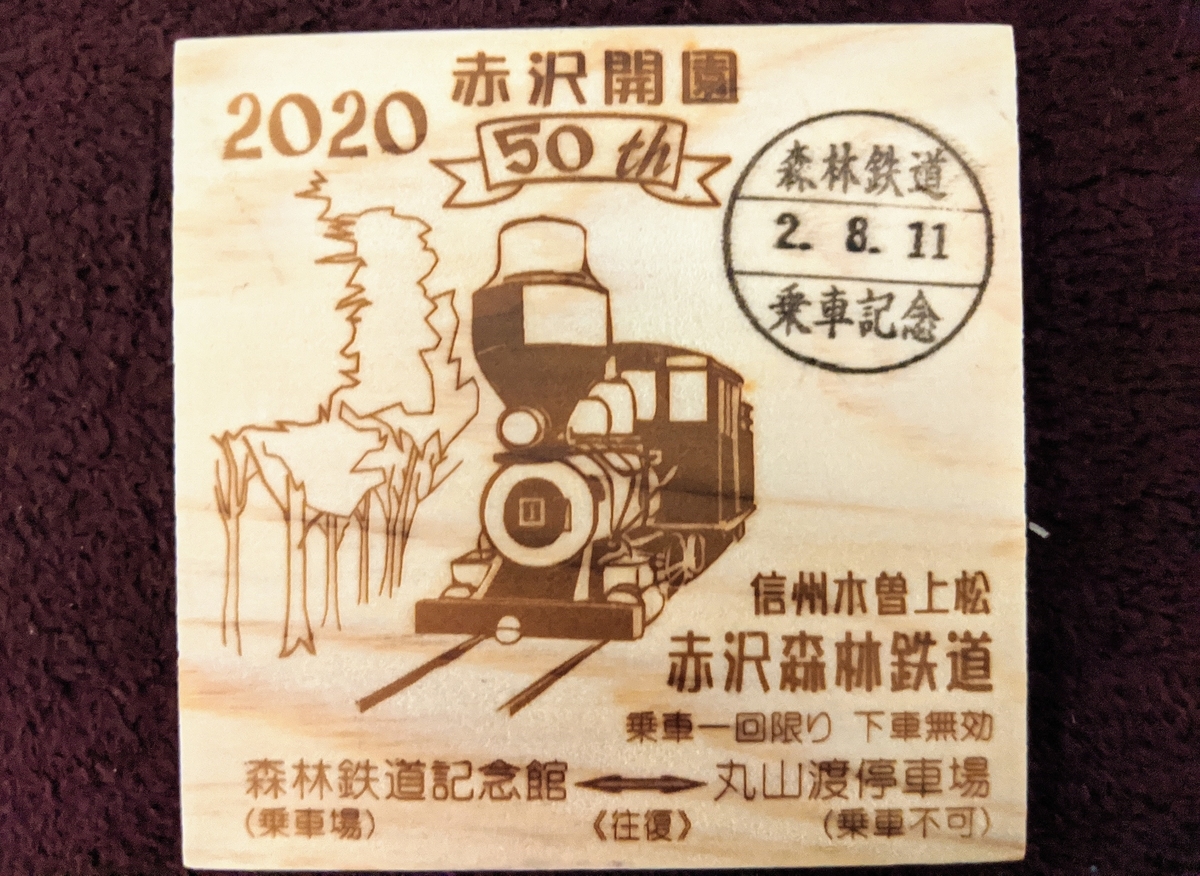 赤沢開園
2020
50 th
森林鉄道
2. 8. 11
乗車記念
信州木曽上松
赤沢森林鉄道
乗車一回限り 下車無効
森林鉄道記念館 ⟷ 丸山渡停車場
(乗車場) 《往復》 (乗車不可)